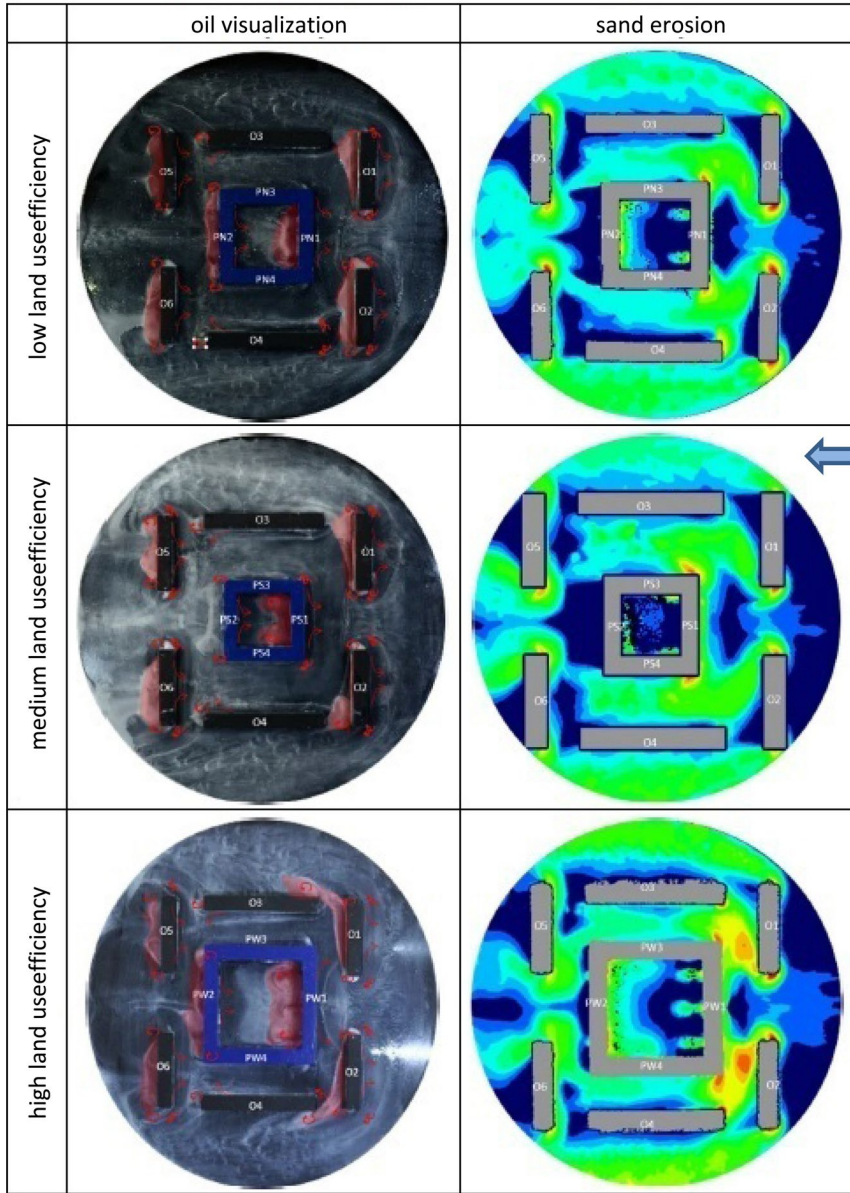 oil visualization
sand erosion
low land useefficiency
O3
O5
O1
PN3
PN2
PN1
PN4
O6
O2
O4
O3
O5
O1
PN3
PN2
PN1
PN4
O6
O2
O4
medium land useefficiency
O3
O5
O1
PS3
PS2
PS1
PS4
O6
O2
O4
O3
O5
O1
PS3
PS2
PS1
PS4
O6
O2
O4
high land useefficiency
O3
O5
O1
PW3
PW2
PW1
PW4
O6
O2
O4
O3
O5
O1
PW3
PW2
PW1
PW4
O6
O2
O4